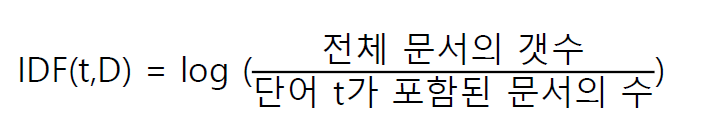 전체 문서의 갯수
IDF(t,D) = log ( )
단어 t가 포함된 문서의 수